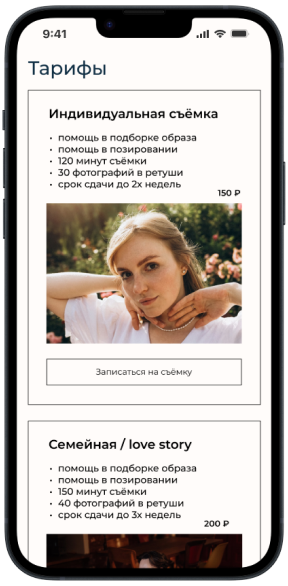 9:41
Тарифы
Индивидуальная съёмка
• помощь в подборке образа
• помощь в позировании
• 120 минут съёмки
• 30 фотографий в ретуши
• срок сдачи до 2х недель
150 ₽
Записаться на съёмку
Семейная / love story
• помощь в подборке образа
• помощь в позировании
• 150 минут съёмки
• 40 фотографий в ретуши
• срок сдачи до 3х недель
200 ₽